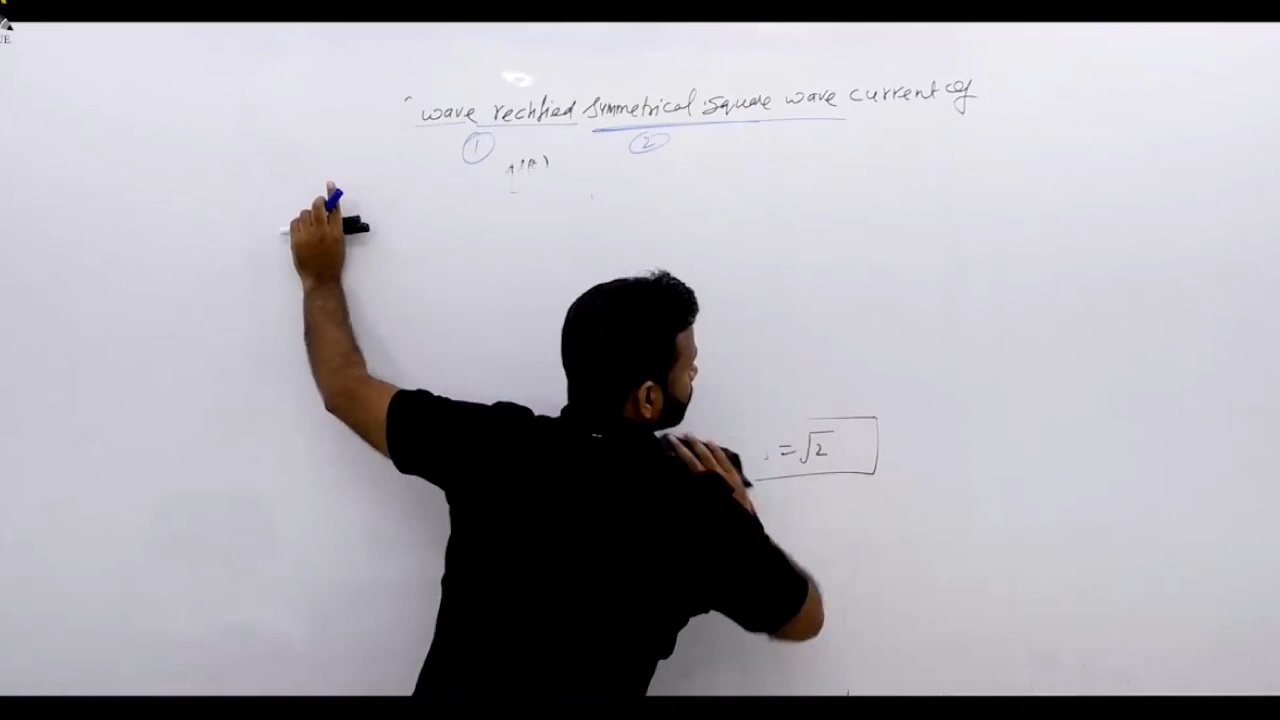 wave rectified symmetrical square wave current of
① ②
= √2